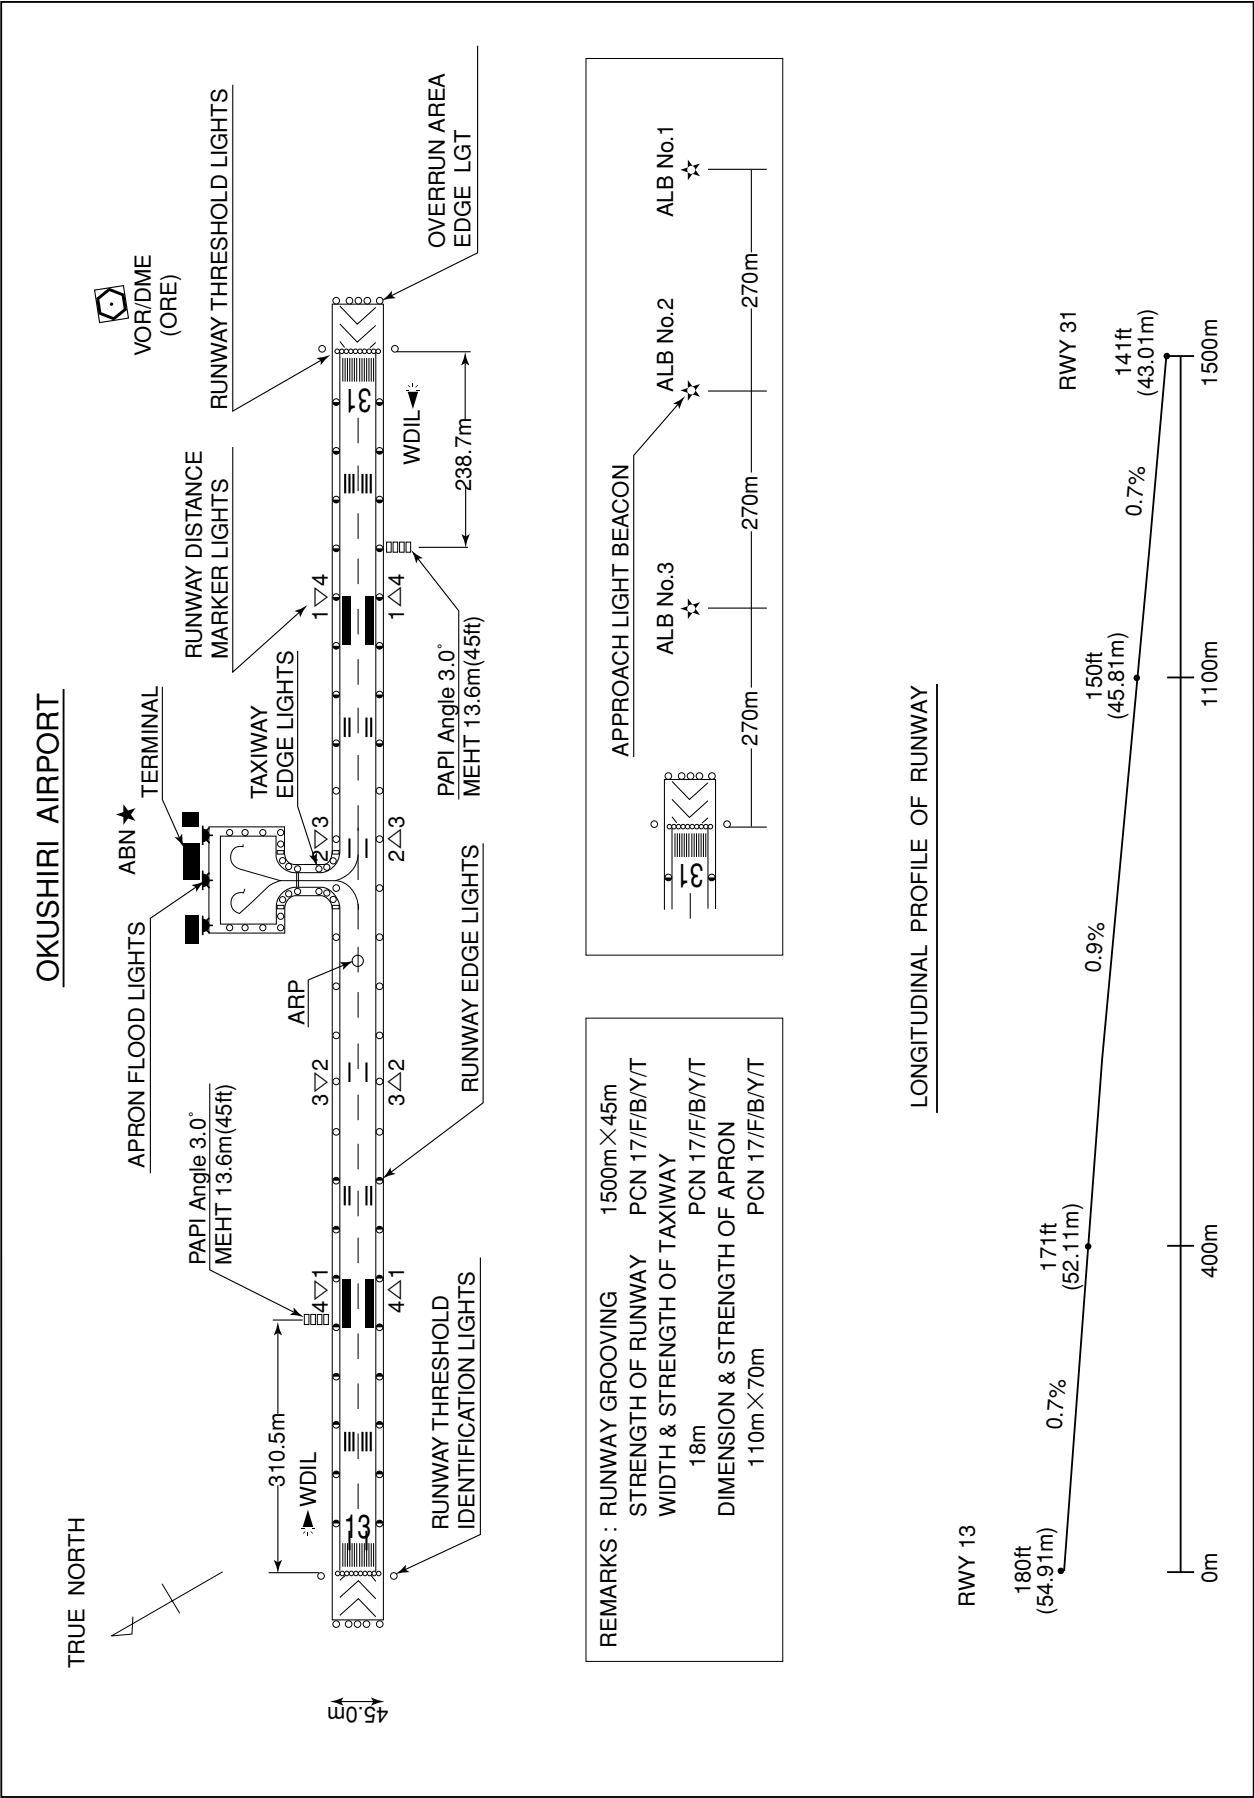 OKUSHIRI AIRPORT
TRUE NORTH
VOR/DME
(ORE)
ABN
TERMINAL
APRON FLOOD LIGHTS
PAPI Angle 3.0°
MEHT 13.6m(45ft)
RUNWAY DISTANCE
MARKER LIGHTS
RUNWAY THRESHOLD LIGHTS
TAXIWAY
EDGE LIGHTS
ARP
310.5m
WDIL
4 1
3 2
2 3
1 4
13
31
45.0m
4 1
3 2
2 3
1 4
WDIL
238.7m
OVERRUN AREA
EDGE LGT
RUNWAY THRESHOLD
IDENTIFICATION LIGHTS
RUNWAY EDGE LIGHTS
PAPI Angle 3.0°
MEHT 13.6m(45ft)
REMARKS : RUNWAY GROOVING 1500m×45m
STRENGTH OF RUNWAY PCN 17/F/B/Y/T
WIDTH & STRENGTH OF TAXIWAY
18m PCN 17/F/B/Y/T
DIMENSION & STRENGTH OF APRON
110m×70m PCN 17/F/B/Y/T
APPROACH LIGHT BEACON
ALB No.3
ALB No.2
ALB No.1
31
270m
270m
270m
LONGITUDINAL PROFILE OF RUNWAY
RWY 13
RWY 31
180ft
(54.91m)
0.7%
171ft
(52.11m)
0.9%
150ft
(45.81m)
0.7%
141ft
(43.01m)
0m
400m
1100m
1500m